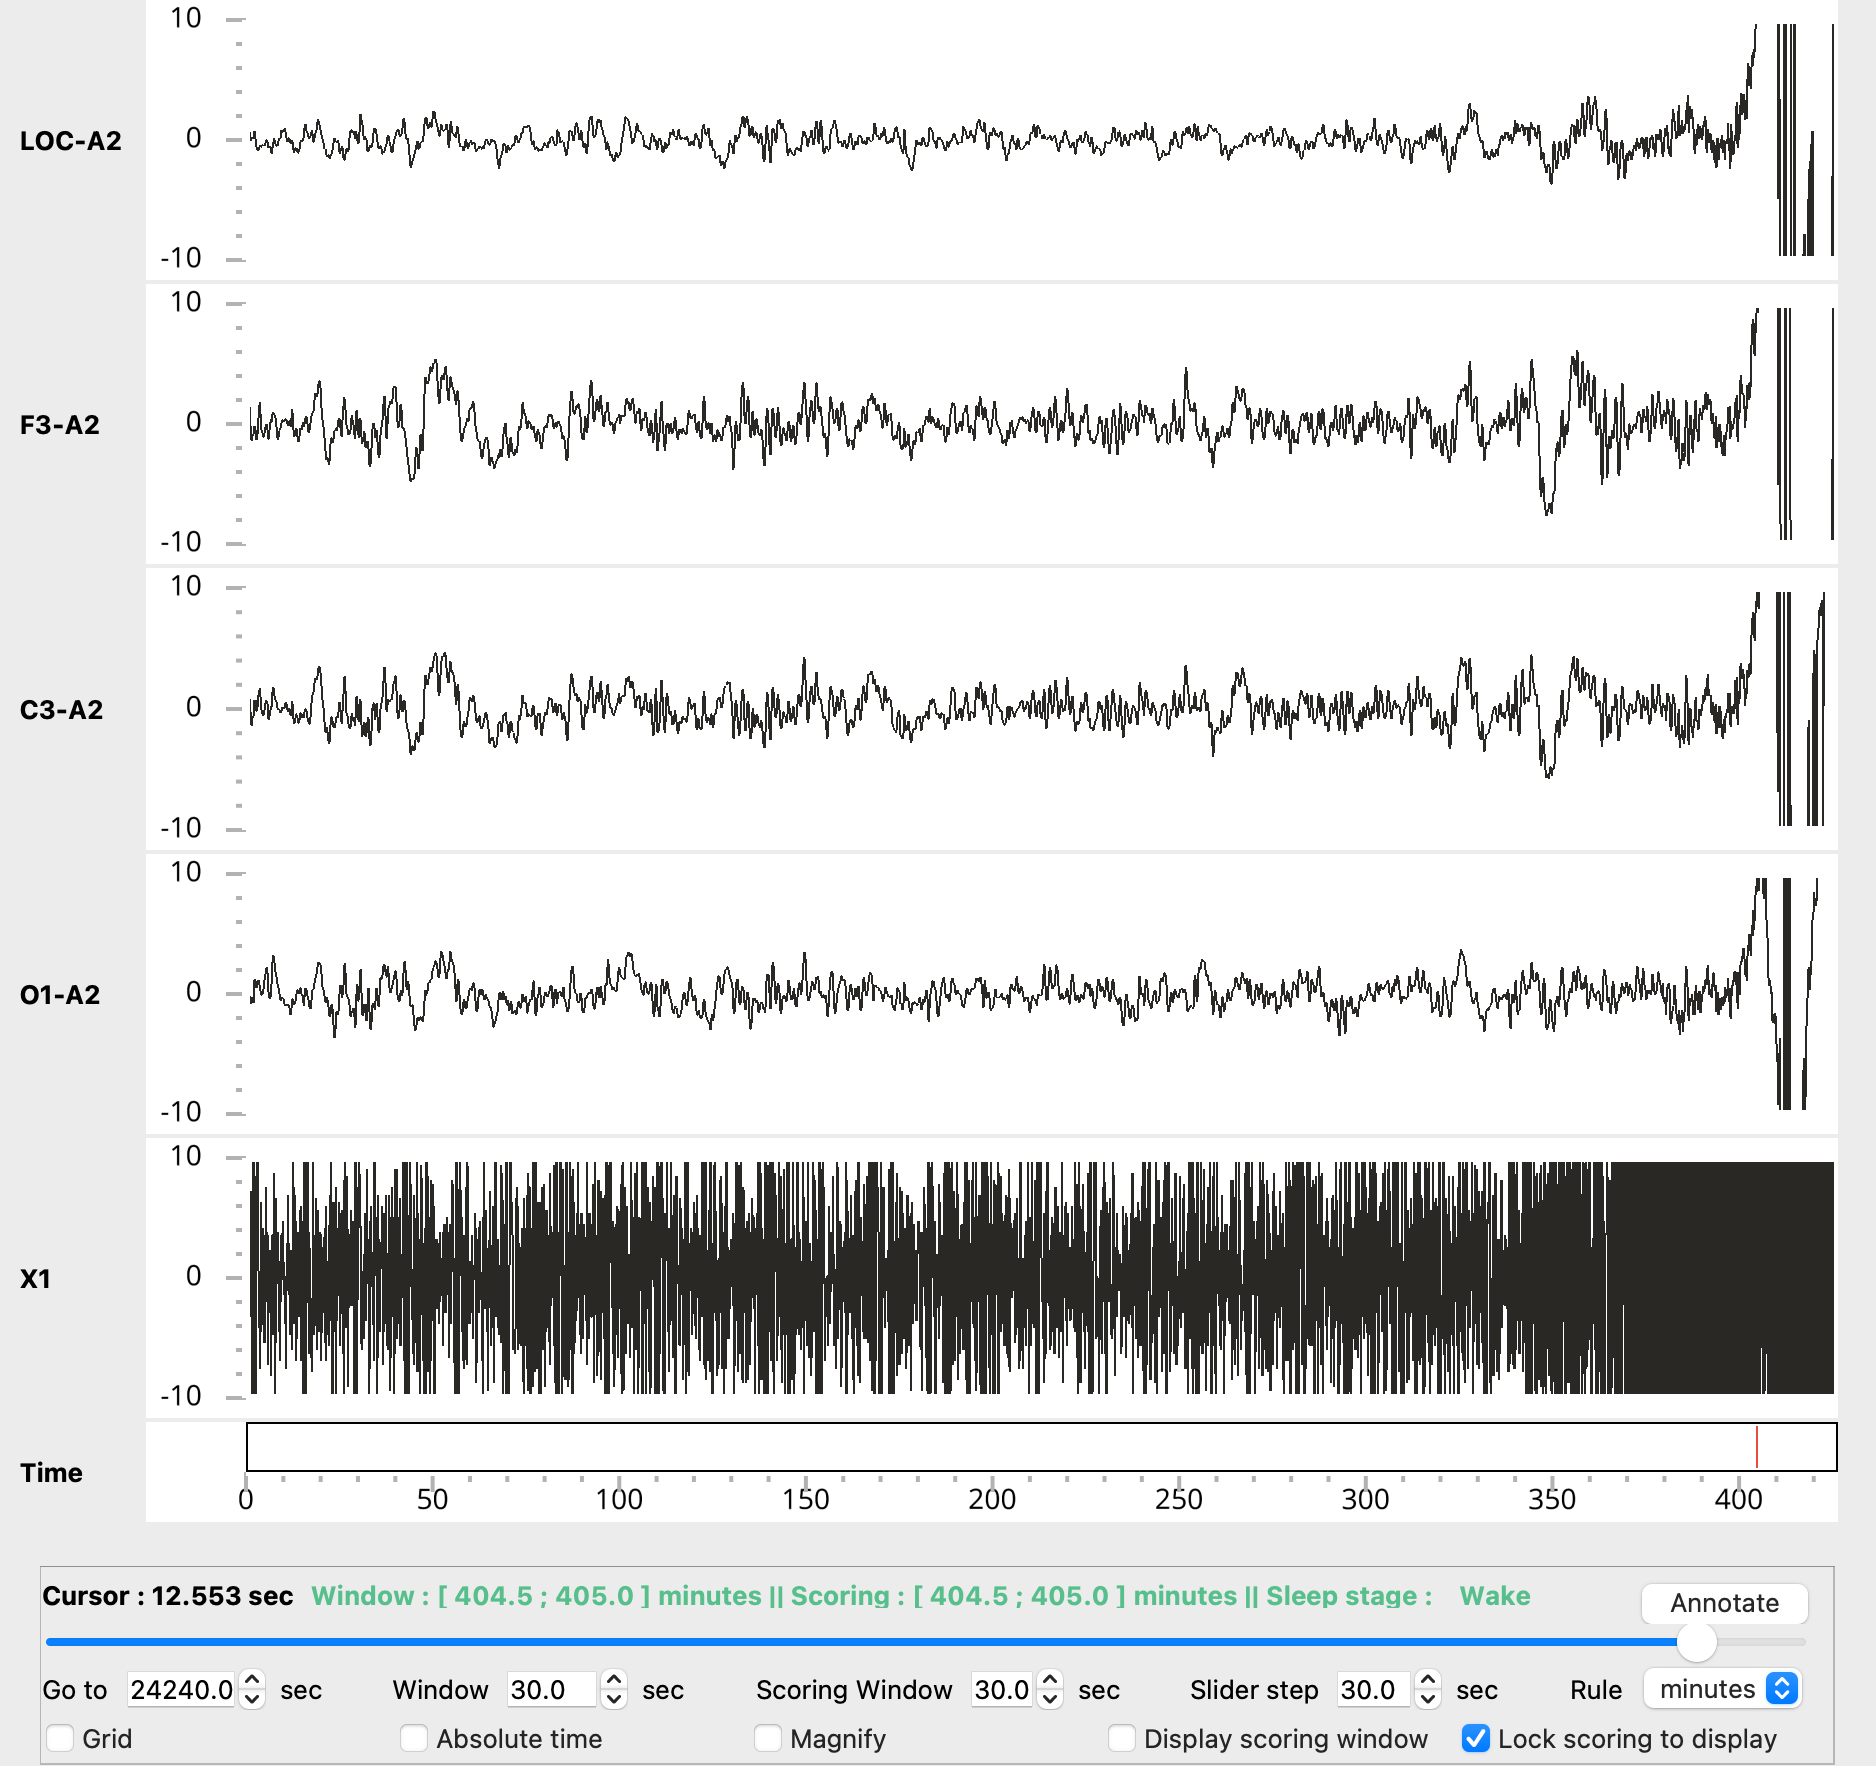 10
LOC-A2
0
-10
10
F3-A2
0
-10
10
C3-A2
0
-10
10
O1-A2
0
-10
10
X1
0
-10
Time
0 50 100 150 200 250 300 350 400
Cursor : 12.553 sec Window : [ 404.5 ; 405.0 ] minutes || Scoring : [ 404.5 ; 405.0 ] minutes || Sleep stage : Wake Annotate
Go to 24240.0 sec Window 30.0 sec Scoring Window 30.0 sec Slider step 30.0 sec Rule minutes
Grid Absolute time Magnify Display scoring window Lock scoring to display